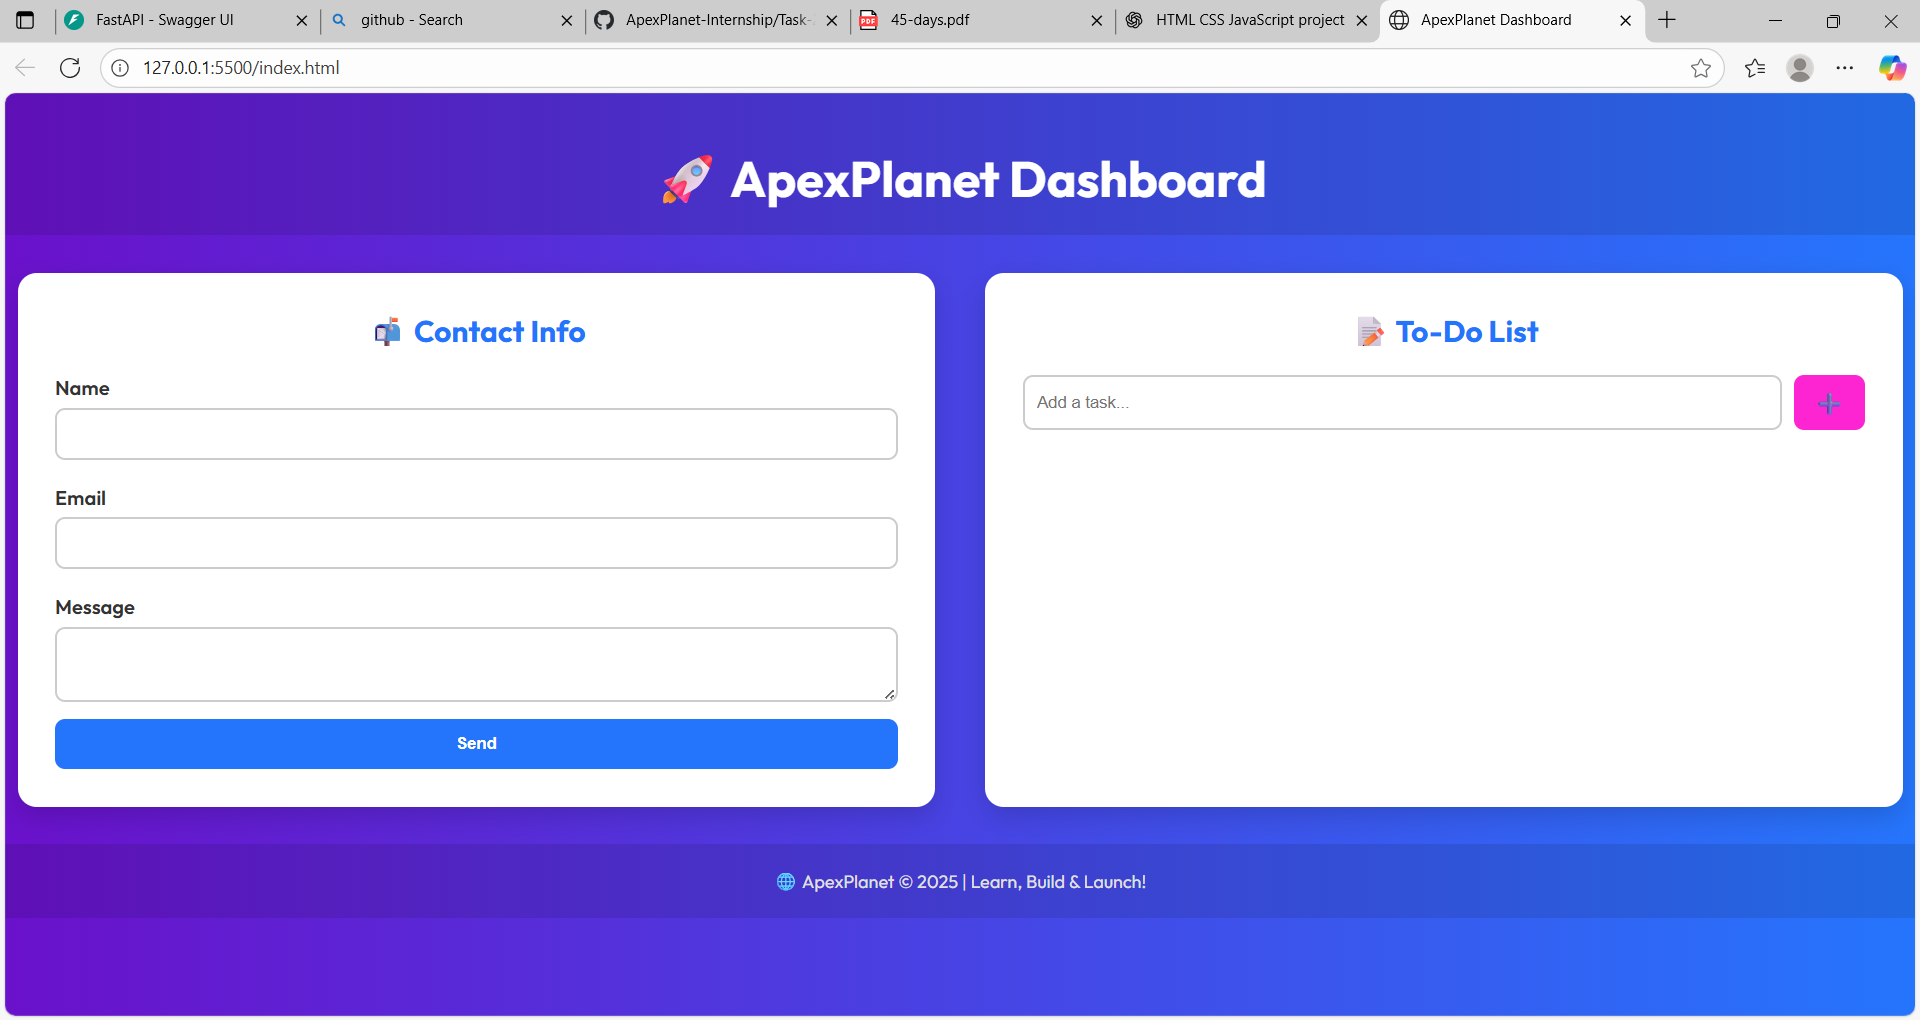 FastAPI - Swagger UI
github - Search
ApexPlanet-Internship/Task-
45-days.pdf
HTML CSS JavaScript project
ApexPlanet Dashboard
127.0.0.1:5500/index.html
🚀 ApexPlanet Dashboard
📬 Contact Info
Name
Email
Message
Send
📝 To-Do List
Add a task...
➕
🌐 ApexPlanet © 2025 | Learn, Build & Launch!